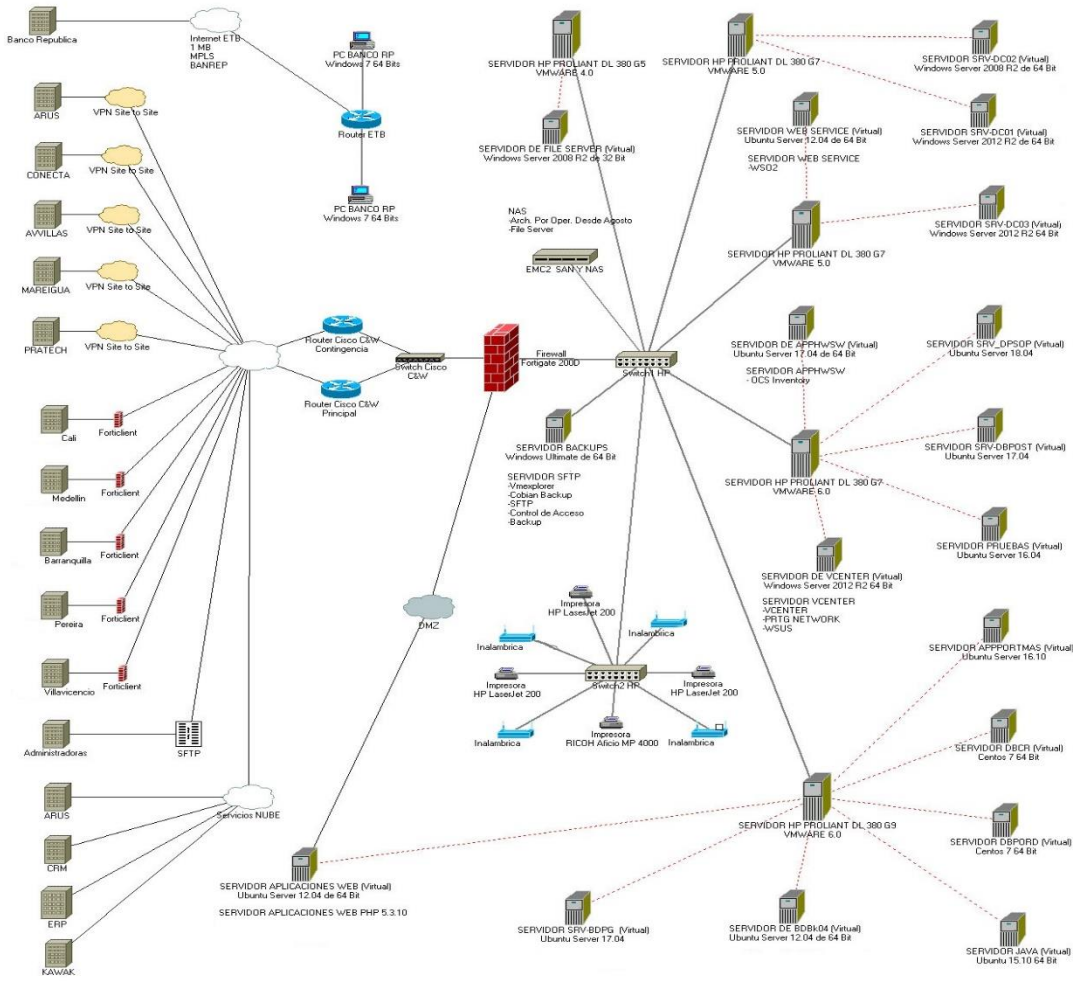 Banco Republica
Internet ETB
1 MB
MPLS
BANREP
PC BANCO RP
Windows 7 64 Bits
Router ETB
PC BANCO RP
Windows 7 64 Bits
ARUS
VPN Site to Site
CONECTA
VPN Site to Site
AVVILLAS
VPN Site to Site
MAREIGUA
VPN Site to Site
PRATECH
VPN Site to Site
Router Cisco C&W
Contingencia
Router Cisco C&W
Principal
Switch Cisco
C&W
Firewall
Fortigate 200D
Switch1 HP
SERVIDOR HP PROLIANT DL 380 G5
VMWARE 4.0
SERVIDOR DE FILE SERVER (Virtual)
Windows Server 2008 R2 de 32 Bit
NAS
-Arch. Por Oper. Desde Agosto
-File Server
EMC2 SAN Y NAS
SERVIDOR HP PROLIANT DL 380 G7
VMWARE 5.0
SERVIDOR SRV-DC02 (Virtual)
Windows Server 2008 R2 de 64 Bit
SERVIDOR SRV-DC01 (Virtual)
Windows Server 2012 R2 de 64 Bit
SERVIDOR WEB SERVICE (Virtual)
Ubuntu Server 12.04 de 64 Bit
SERVIDOR WEB SERVICE
-WSO2
SERVIDOR SRV-DC03 (Virtual)
Windows Server 2012 R2 64 Bit
SERVIDOR HP PROLIANT DL 380 G7
VMWARE 5.0
SERVIDOR DE APPHWSW (Virtual)
Ubuntu Server 17.04 de 64 Bit
SERVIDOR APPHWSW
- OCS Inventory
SERVIDOR SRV_DPSOP (Virtual)
Ubuntu Server 18.04
SERVIDOR SRV-DBPOST (Virtual)
Ubuntu Server 17.04
SERVIDOR HP PROLIANT DL 380 G7
VMWARE 6.0
SERVIDOR PRUEBAS (Virtual)
Ubuntu Server 16.04
SERVIDOR DE VCENTER (Virtual)
Windows Server 2012 R2 64 Bit
SERVIDOR VCENTER
-VCENTER
-PRTG NETWORK
-WSUS
SERVIDOR BACKUPS
Windows Ultimate de 64 Bit
SERVIDOR SFTP
-Vmexplorer
-Cobian Backup
-SFTP
-Control de Acceso
-Backup
Cali
Forticlient
Medellin
Forticlient
Barranquilla
Forticlient
Pereira
Forticlient
Villavicencio
Forticlient
Administradoras
SFTP
DMZ
Impresora
HP LaserJet 200
Inalambrica
Inalambrica
Impresora
HP LaserJet 200
Switch2 HP
Impresora
HP LaserJet 200
Inalambrica
Impresora
RICOH Aficio MP 4000
Inalambrica
ARUS
Servicios NUBE
CRM
ERP
KAWAK
SERVIDOR APLICACIONES WEB (Virtual)
Ubuntu Server 12.04 de 64 Bit
SERVIDOR APLICACIONES WEB PHP 5.3.10
SERVIDOR APPPORTMAS (Virtual)
Ubuntu Server 16.10
SERVIDOR DBCR (Virtual)
Centos 7 64 Bit
SERVIDOR HP PROLIANT DL 380 G9
VMWARE 6.0
SERVIDOR DBPORD (Virtual)
Centos 7 64 Bit
SERVIDOR SRV-BDPG (Virtual)
Ubuntu Server 17.04
SERVIDOR DE BDBk04 (Virtual)
Ubuntu Server 12.04 de 64 Bit
SERVIDOR JAVA (Virtual)
Ubuntu 15.10 64 Bit